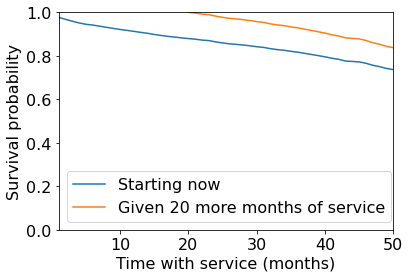 1.0
0.8
0.6
0.4
0.2
0.0
Survival probability
Starting now
Given 20 more months of service
10 20 30 40 50
Time with service (months)